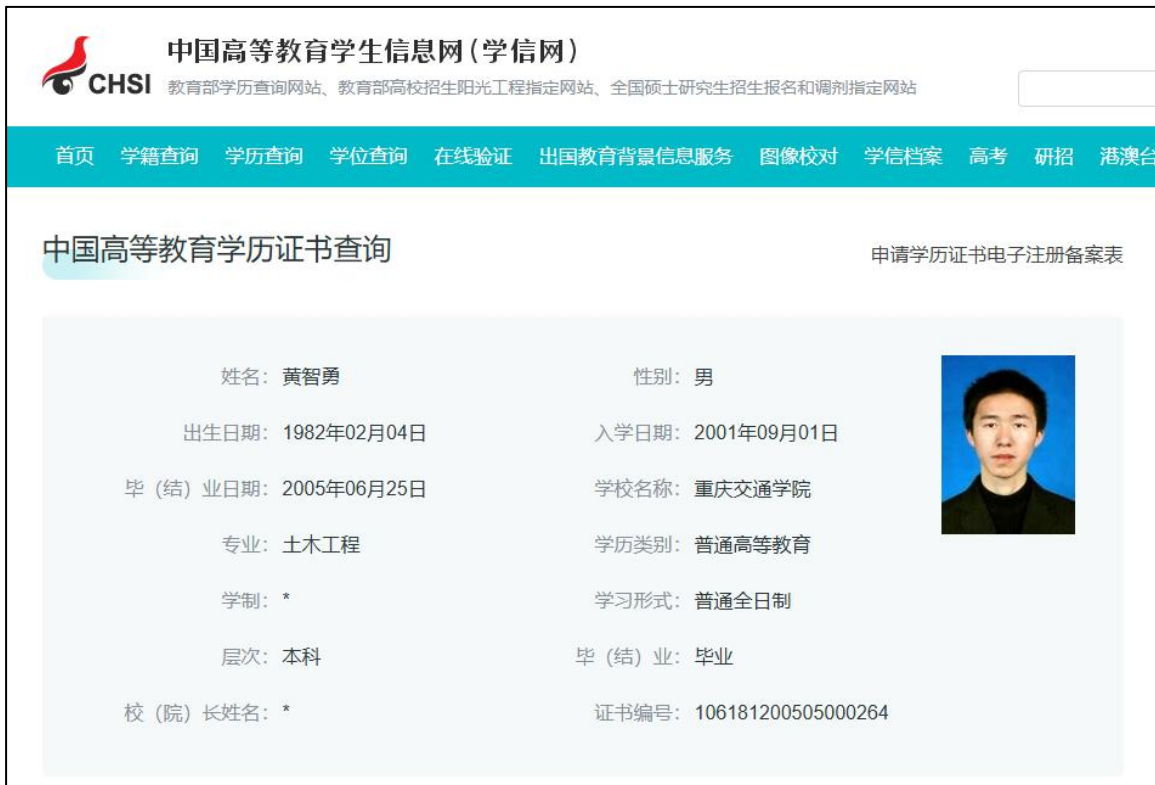 中国高等教育学生信息网(学信网)
CHSI 教育部学历查询网站、教育部高校招生阳光工程指定网站、全国硕士研究生招生报名和调剂指定网站
首页 学籍查询 学历查询 学位查询 在线验证 出国教育背景信息服务 图像校对 学信档案 高考 研招 港澳台
中国高等教育学历证书查询 申请学历证书电子注册备案表
姓名：黄智勇 性别：男
出生日期：1982年02月04日 入学日期：2001年09月01日
毕（结）业日期：2005年06月25日 学校名称：重庆交通学院
专业：土木工程 学历类别：普通高等教育
学制：* 学习形式：普通全日制
层次：本科 毕（结）业：毕业
校（院）长姓名：* 证书编号：106181200505000264